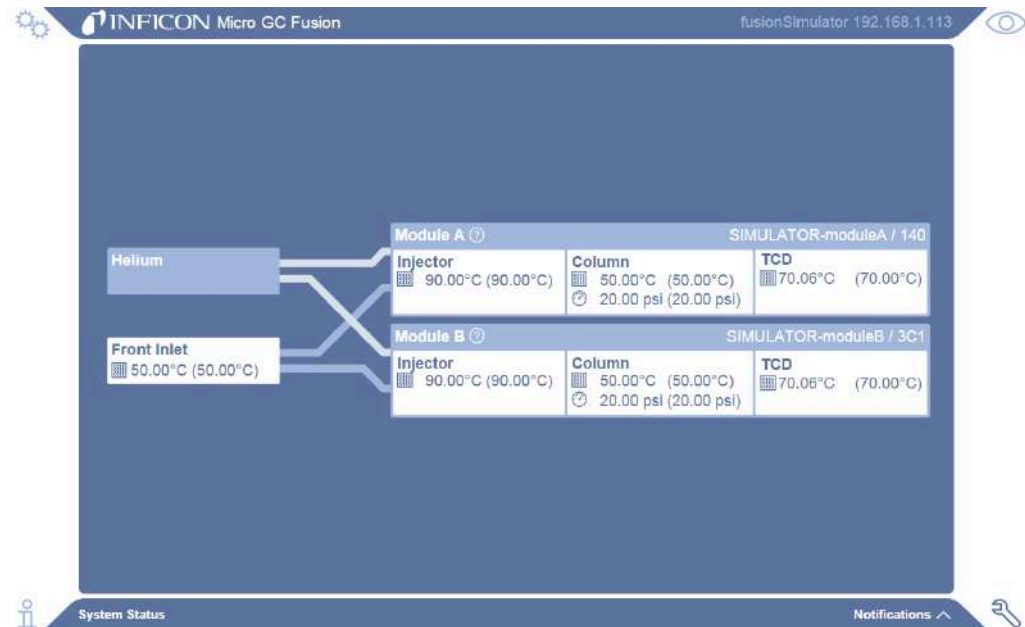 INFICON Micro GC Fusion
fusionSimulator 192.168.1.113
Module A ? SIMULATOR-moduleA / 140
Helium
Injector
90.00°C (90.00°C)
Column
50.00°C (50.00°C)
20.00 psi (20.00 psi)
TCD
70.06°C (70.00°C)
Front Inlet
50.00°C (50.00°C)
Module B ? SIMULATOR-moduleB / 3C1
Injector
90.00°C (90.00°C)
Column
50.00°C (50.00°C)
20.00 psi (20.00 psi)
TCD
70.06°C (70.00°C)
System Status
Notifications